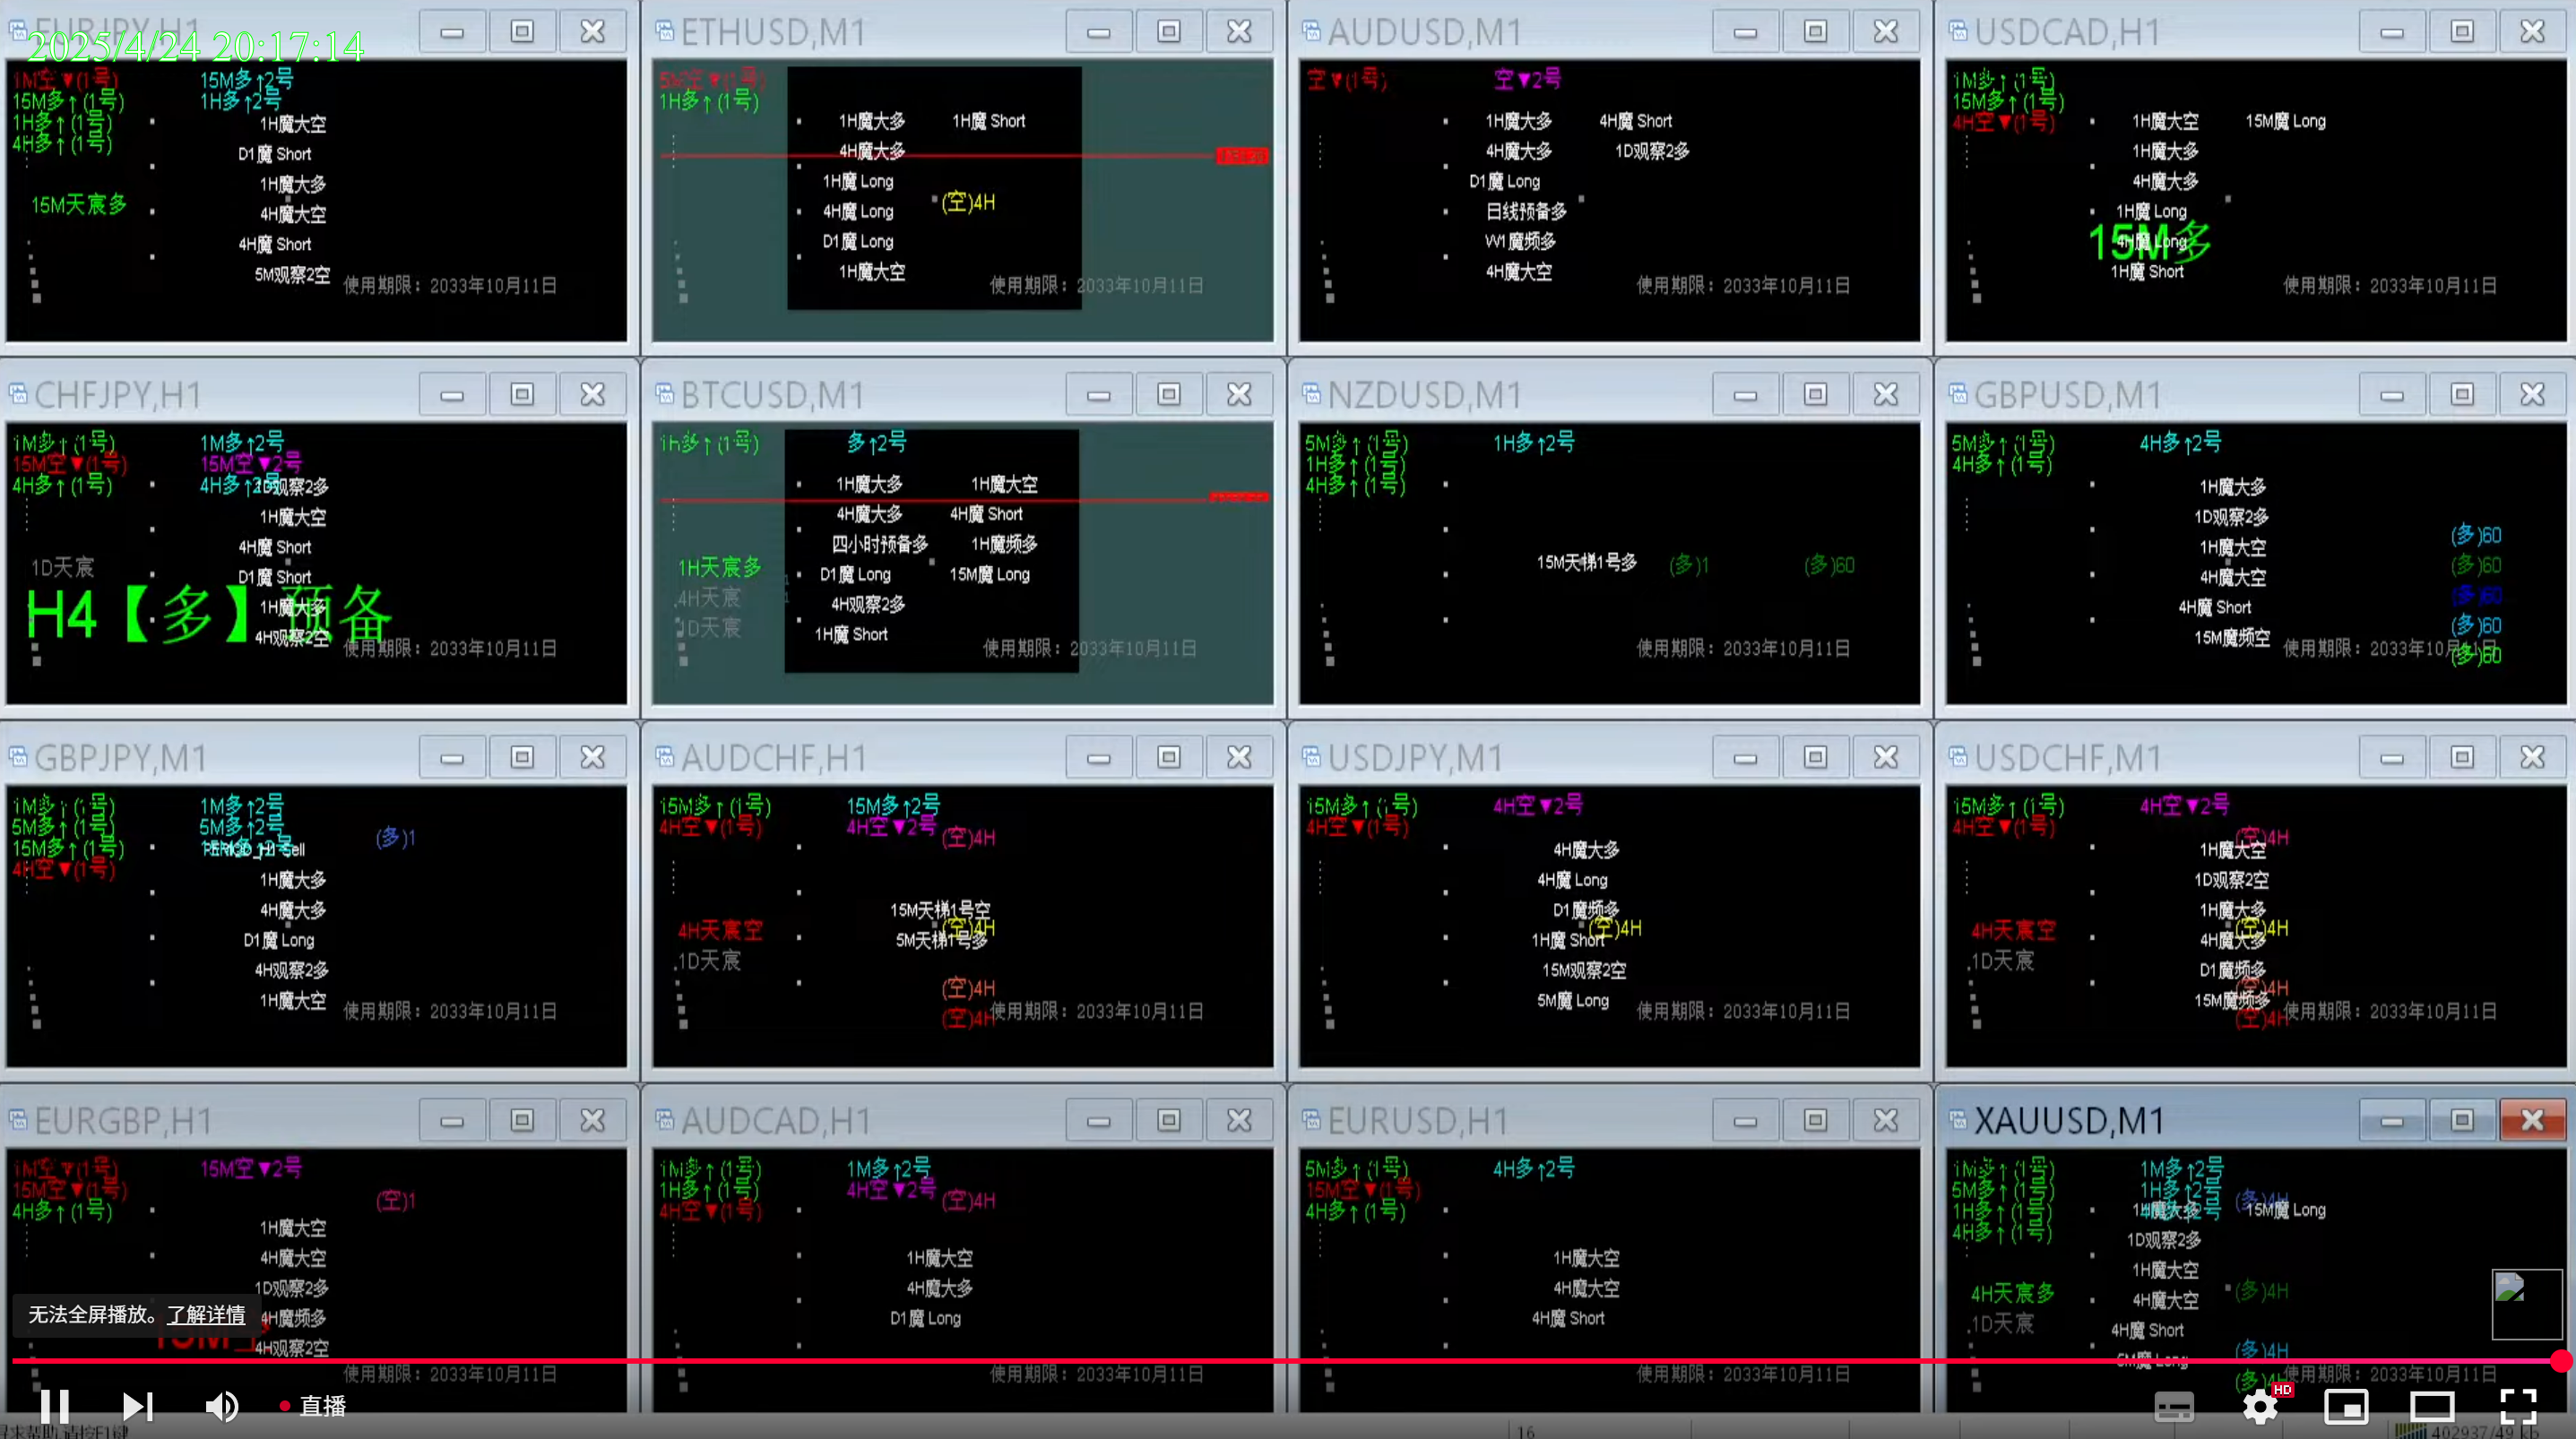 EURJPY,H1
2025/4/24 20:17:14
1M空▼(1号)
15M多↑(1号)
1H多↑(1号)
4H多↑(1号)
15M多↑2号
1H多↑2号
1H魔大空
D1魔 Short
1H魔大多
15M天宸多
4H魔大空
4H魔 Short
5M观察2空
使用期限：2033年10月11日
ETHUSD,M1
5M空▼(1号)
1H多↑(1号)
1H魔大多
1H魔 Short
4H魔大多
1H魔 Long
(空)4H
4H魔 Long
D1魔 Long
1H魔大空
使用期限：2033年10月11日
AUDUSD,M1
空▼(1号)
空▼2号
1H魔大多
4H魔 Short
4H魔大多
1D观察2多
D1魔 Long
日线预备多
W1魔频多
4H魔大空
使用期限：2033年10月11日
USDCAD,H1
1M多↑(1号)
15M多↑(1号)
4H空▼(1号)
1H魔大空
15M魔 Long
1H魔大多
4H魔大多
1H魔 Long
15M多
4H魔 Long
1H魔 Short
使用期限：2033年10月11日
CHFJPY,H1
1M多↑(1号)
15M空▼(1号)
4H多↑(1号)
1M多↑2号
15M空▼2号
4H多↑2号
1D观察2多
1H魔大空
4H魔 Short
1D天宸
D1魔 Short
H4【多】预备
1H魔大多
4H观察2空
使用期限：2033年10月11日
BTCUSD,M1
1H多↑(1号)
多↑2号
1H魔大多
1H魔大空
4H魔大多
4H魔 Short
四小时预备多
1H魔频多
1H天宸多
D1魔 Long
15M魔 Long
4H天宸
4H观察2多
1D天宸
1H魔 Short
使用期限：2033年10月11日
NZDUSD,M1
5M多↑(1号)
1H多↑(1号)
4H多↑(1号)
1H多↑2号
15M天梯1号多
(多)1
(多)60
使用期限：2033年10月11日
GBPUSD,M1
5M多↑(1号)
4H多↑(1号)
4H多↑2号
1H魔大多
1D观察2多
(多)60
1H魔大空
(多)60
4H魔大空
(多)60
4H魔 Short
(多)60
15M魔频空
(多)60
使用期限：2033年10月11日
GBPJPY,M1
1M多↑(1号)
5M多↑(1号)
15M多↑(1号)
4H空▼(1号)
1M多↑2号
5M多↑2号
15M多↑2号
(多)1
PERIOD_H1 Sell
1H魔大多
4H魔大多
D1魔 Long
4H观察2多
1H魔大空
使用期限：2033年10月11日
AUDCHF,H1
15M多↑(1号)
4H空▼(1号)
15M多↑2号
4H空▼2号
(空)4H
15M天梯1号空
4H天宸空
(空)4H
5M天梯1号多
1D天宸
(空)4H
(空)4H
使用期限：2033年10月11日
USDJPY,M1
15M多↑(1号)
4H空▼(1号)
4H空▼2号
4H魔大多
4H魔 Long
D1魔频多
(空)4H
1H魔 Short
15M观察2空
5M魔 Long
使用期限：2033年10月11日
USDCHF,M1
15M多↑(1号)
4H空▼(1号)
4H空▼2号
(空)4H
1H魔大空
1D观察2空
1H魔大多
4H天宸空
(空)4H
4H魔大多
1D天宸
D1魔频多
(空)4H
15M魔频多
(空)4H
使用期限：2033年10月11日
EURGBP,H1
1M空▼(1号)
15M空▼(1号)
4H多↑(1号)
15M空▼2号
(空)1
1H魔大空
4H魔大空
1D观察2多
4H魔频多
4H观察2空
使用期限：2033年10月11日
无法全屏播放。了解详情
AUDCAD,H1
1M多↑(1号)
1H多↑(1号)
4H空▼(1号)
1M多↑2号
4H空▼2号
(空)4H
1H魔大空
4H魔大多
D1魔 Long
使用期限：2033年10月11日
EURUSD,H1
5M多↑(1号)
15M空▼(1号)
4H多↑(1号)
4H多↑2号
1H魔大空
4H魔大空
4H魔 Short
使用期限：2033年10月11日
XAUUSD,M1
1M多↑(1号)
5M多↑(1号)
1H多↑(1号)
4H多↑(1号)
1M多↑2号
1H多↑2号
(多)4H
1H魔大多
15M魔 Long
1D观察2多
1H魔大空
4H天宸多
(多)4H
4H魔大空
1D天宸
4H魔 Short
(多)4H
5M魔 Long
使用期限：2033年10月11日
直播
HD
16
402937/49 kb